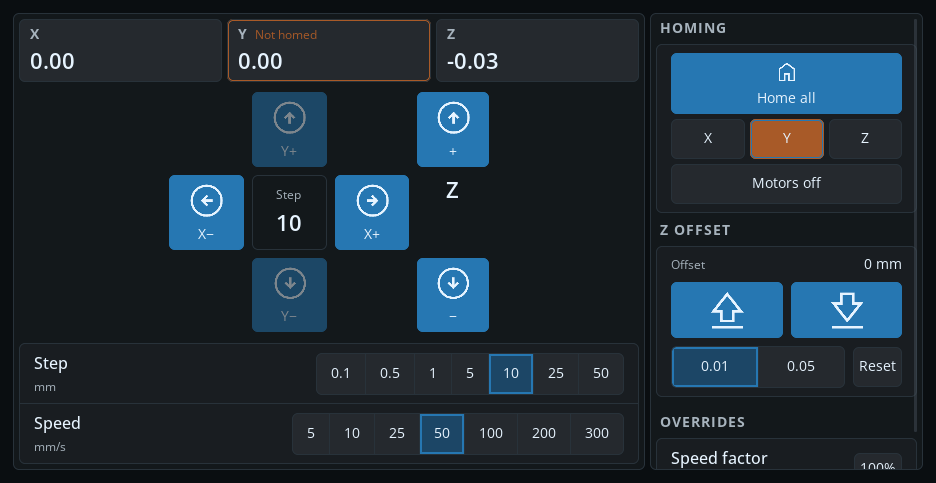 X
0.00
Y Not homed
0.00
Z
-0.03
Y+
+
X−
Step
10
X+
Z
Y−
−
Step
mm
0.1 0.5 1 5 10 25 50
Speed
mm/s
5 10 25 50 100 200 300
HOMING
Home all
X Y Z
Motors off
Z OFFSET
Offset 0 mm
0.01 0.05 Reset
OVERRIDES
Speed factor
100%